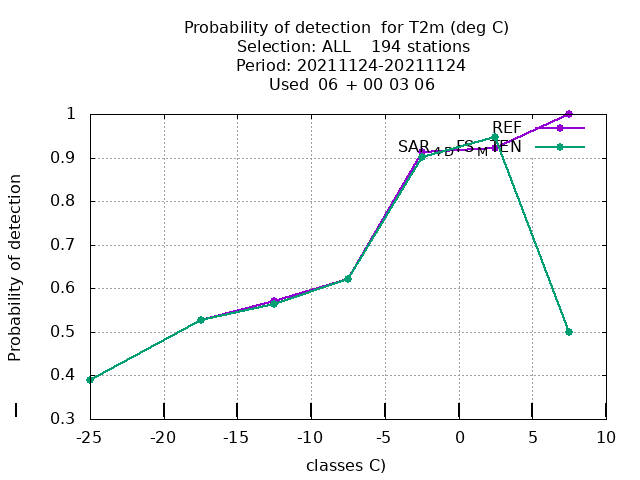 Probability of detection for T2m (deg C)
Selection: ALL 194 stations
Period: 20211124-20211124
Used 06 + 00 03 06
1
0.9
0.8
0.7
0.6
0.5
0.4
0.3
Probability of detection
REF
SAR_4_D_FS_M_TEN
-25 -20 -15 -10 -5 0 5 10
classes C)